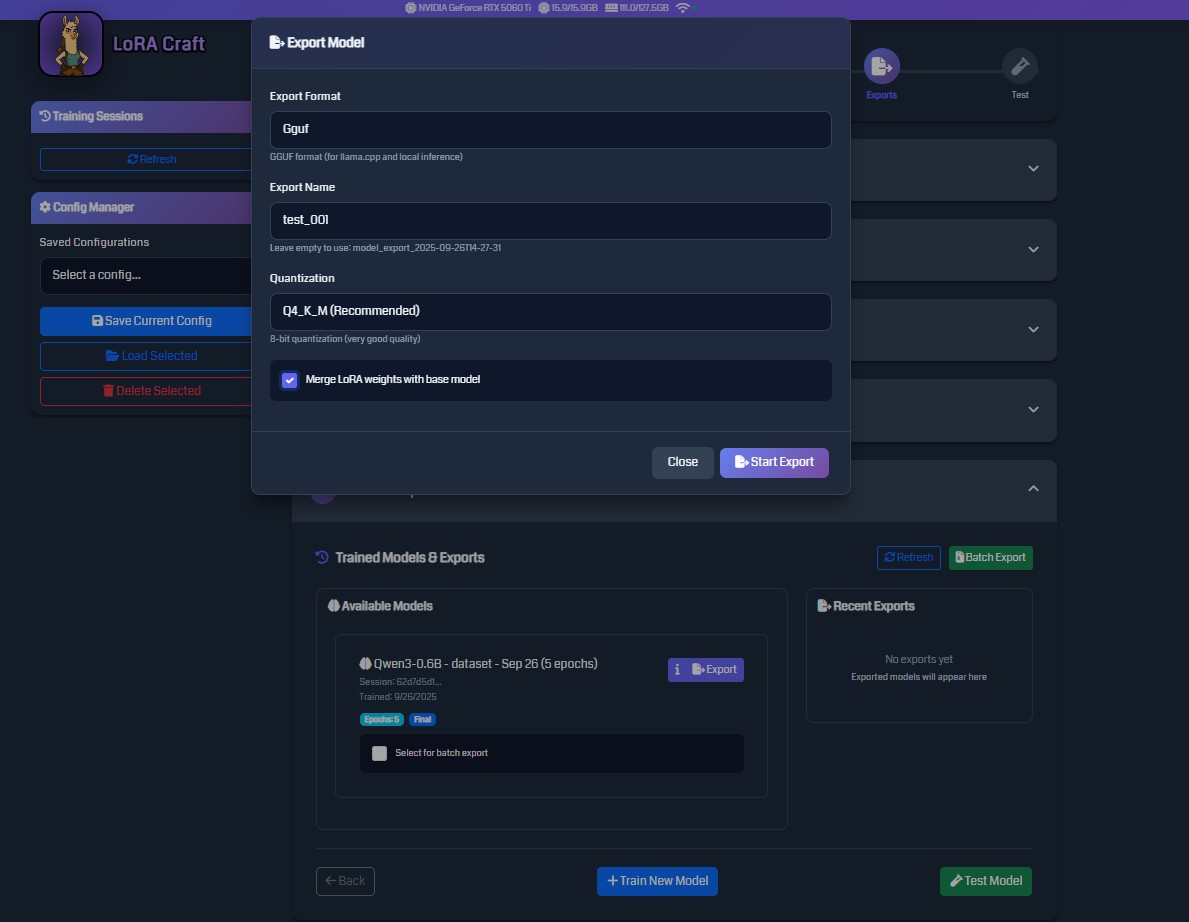 NVIDIA GeForce RTX 5060 Ti 15.9/15.9GB 111.0/127.5GB
LoRA Craft
Training Sessions
Refresh
Config Manager
Saved Configurations
Select a config...
Save Current Config
Load Selected
Delete Selected
Export Model
Export Format
Gguf
GGUF format (for llama.cpp and local inference)
Export Name
test_001
Leave empty to use: model_export_2025-09-26T14-27-31
Quantization
Q4_K_M (Recommended)
8-bit quantization (very good quality)
Merge LoRA weights with base model
Close
Start Export
Exports
Test
Trained Models & Exports
Refresh
Batch Export
Available Models
Qwen3-0.6B - dataset - Sep 26 (5 epochs)
Session: 62d7d5d1...
Trained: 9/26/2025
Epochs: 5
Final
Export
Select for batch export
Recent Exports
No exports yet
Exported models will appear here
Back
Train New Model
Test Model